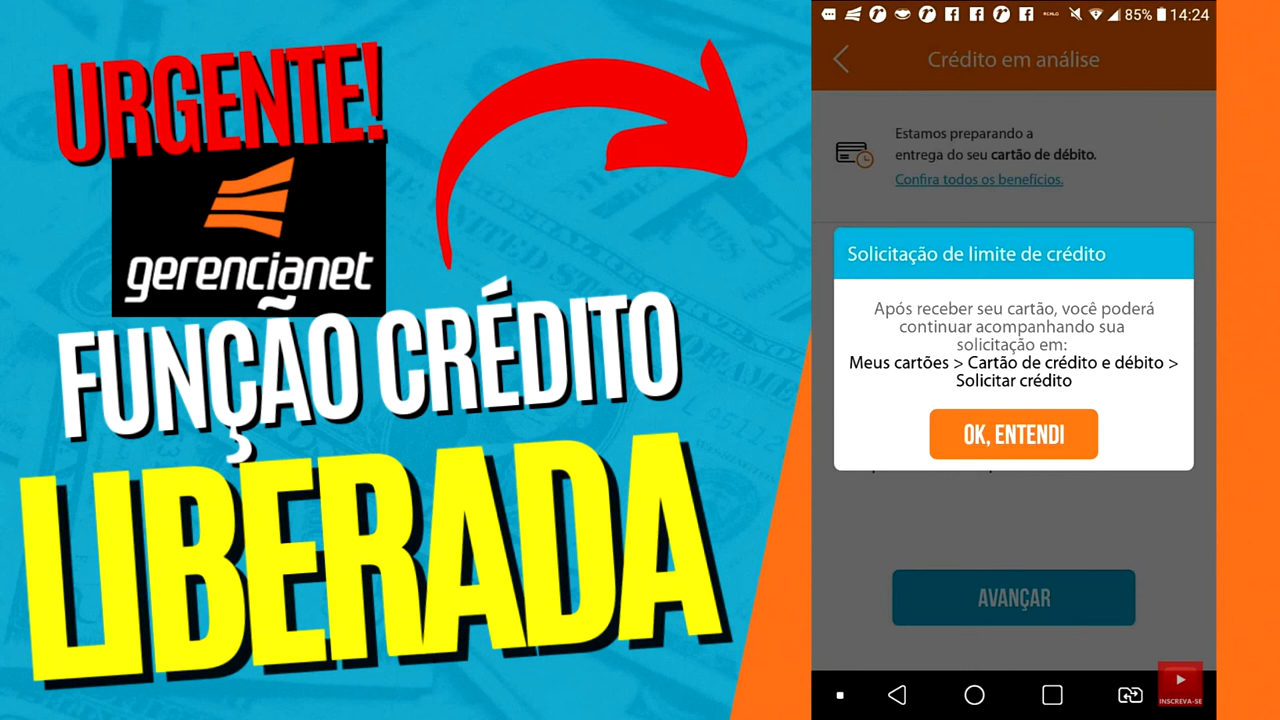 URGENTE!
gerencianet
FUNÇÃO CRÉDITO
LIBERADA
85% 14:24
Crédito em análise
Estamos preparando a
entrega do seu cartão de débito.
Confira todos os benefícios.
Solicitação de limite de crédito
Após receber seu cartão, você poderá
continuar acompanhando sua
solicitação em:
Meus cartões > Cartão de crédito e débito >
Solicitar crédito
OK, ENTENDI
AVANÇAR
INSCREVA-SE